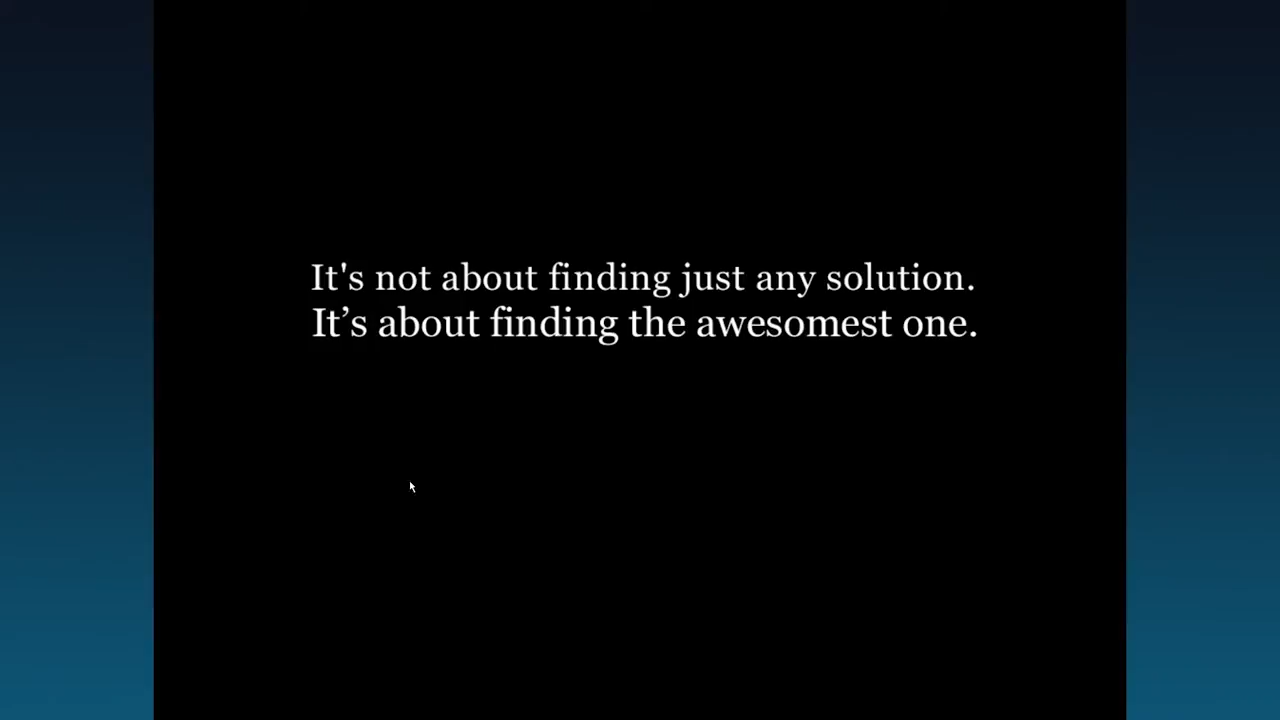 It's not about finding just any solution.
It’s about finding the awesomest one.